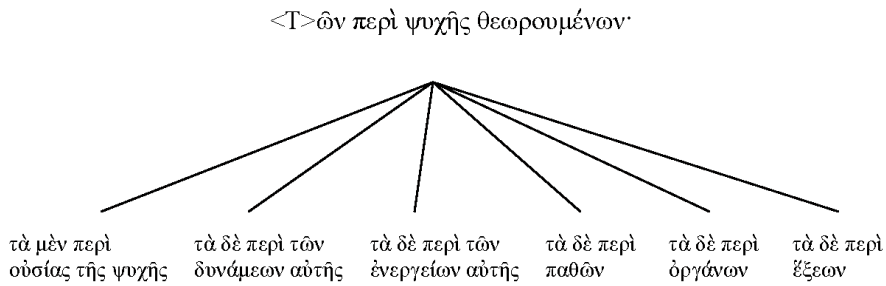 <Τ>ῶν περὶ ψυχῆς θεωρουμένων·
τὰ μὲν περὶ
οὐσίας τῆς ψυχῆς
τὰ δὲ περὶ τῶν
δυνάμεων αὐτῆς
τὰ δὲ περὶ τῶν
ἐνεργείων αὐτῆς
τὰ δὲ περὶ
παθῶν
τὰ δὲ περὶ
ὀργάνων
τὰ δὲ περὶ
ἕξεων